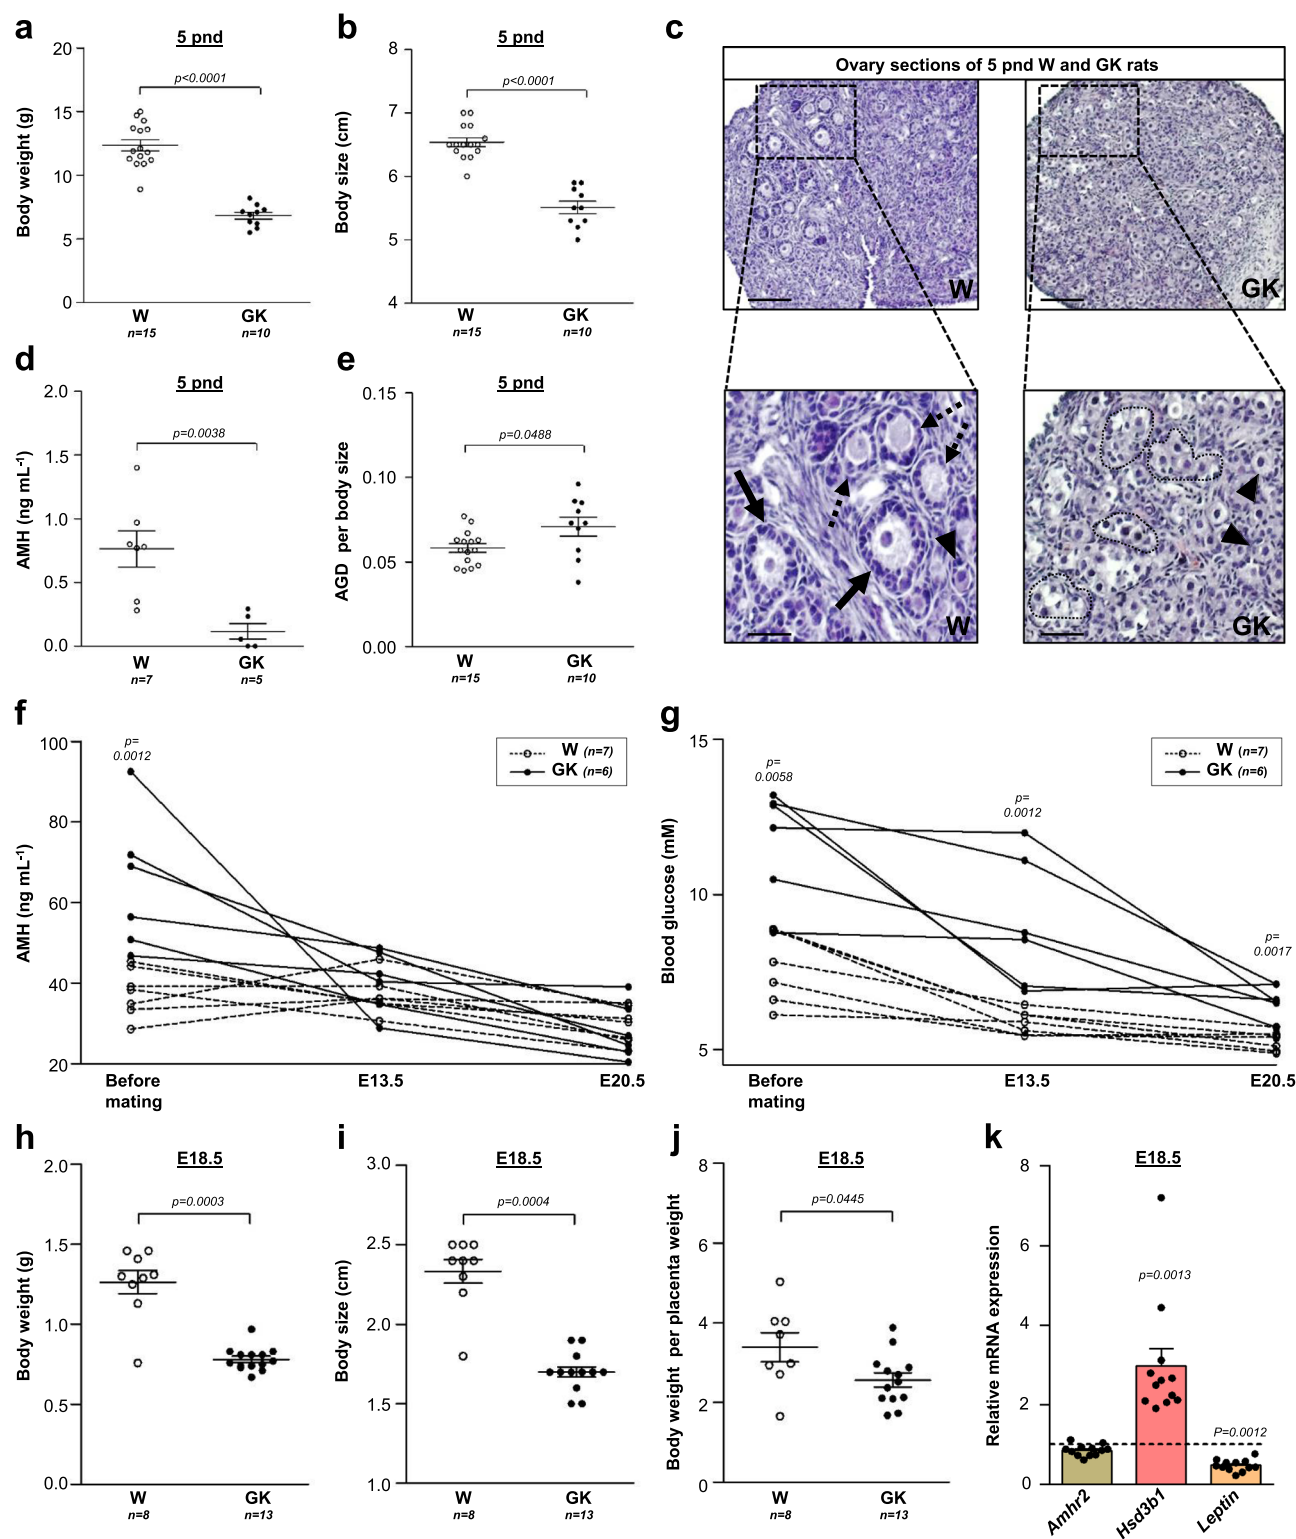 a
5 pnd
20
15
10
5
0
Body weight (g)
p<0.0001
W
GK
n=15
n=10
b
5 pnd
8
7
6
5
4
Body size (cm)
p<0.0001
W
GK
n=15
n=10
c
Ovary sections of 5 pnd W and GK rats
W
GK
W
GK
d
5 pnd
2.0
1.5
1.0
0.5
0.0
AMH (ng mL-1)
p=0.0038
W
GK
n=7
n=5
e
5 pnd
0.15
0.10
0.05
0.00
AGD per body size
p=0.0488
W
GK
n=15
n=10
f
100
80
60
40
20
AMH (ng mL-1)
p=
0.0012
W (n=7)
GK (n=6)
Before
mating
E13.5
E20.5
g
15
10
5
Blood glucose (mM)
p=
0.0058
p=
0.0012
p=
0.0017
W (n=7)
GK (n=6)
Before
mating
E13.5
E20.5
h
E18.5
2.0
1.5
1.0
0.5
0.0
Body weight (g)
p=0.0003
W
GK
n=8
n=13
i
E18.5
3.0
2.5
2.0
1.5
1.0
Body size (cm)
p=0.0004
W
GK
n=8
n=13
j
E18.5
8
6
4
2
0
Body weight per placenta weight
p=0.0445
W
GK
n=8
n=13
k
E18.5
8
6
4
2
0
Relative mRNA expression
p=0.0013
P=0.0012
Amhr2
Hsd3b1
Leptin